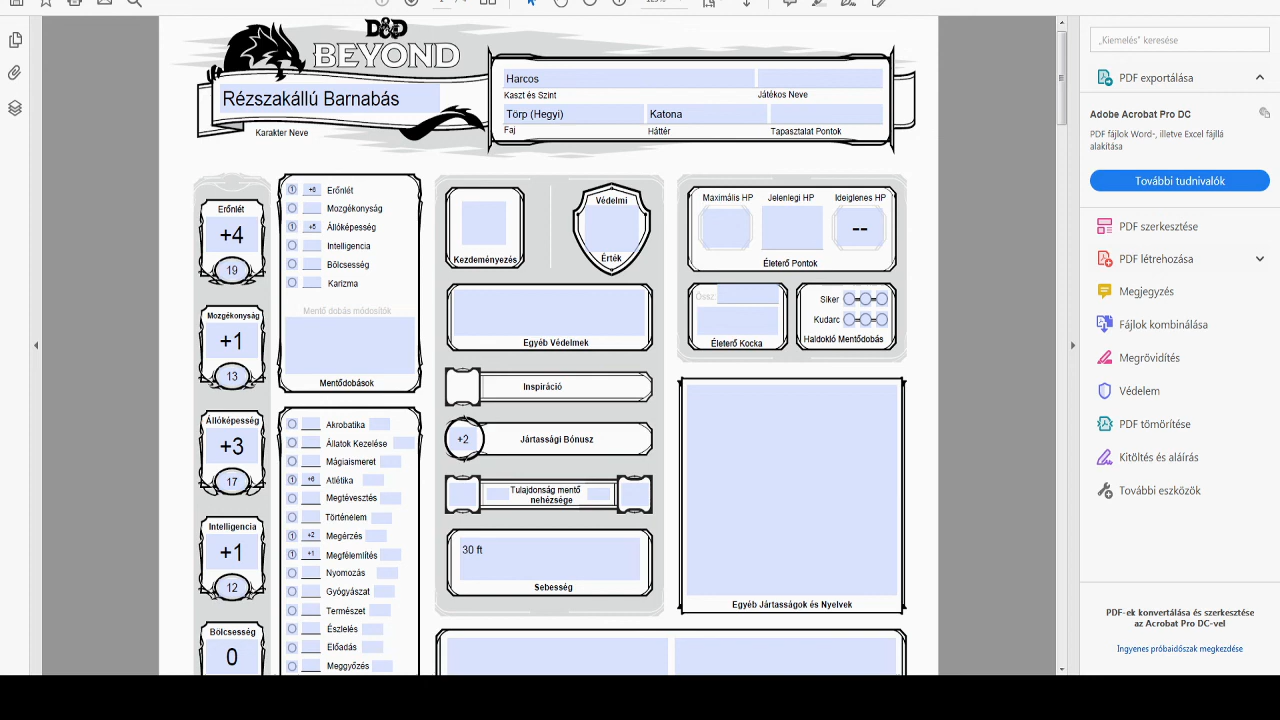 D&D
BEYOND
Rézszakállú Barnabás
Karakter Neve
Harcos
Kaszt és Szint
Játékos Neve
Törp (Hegyi)
Katona
Faj
Háttér
Tapasztalat Pontok
Erőnlét
+4
19
Mozgékonyság
+1
13
Állóképesség
+3
17
Intelligencia
+1
12
Bölcsesség
0
1 +6 Erőnlét
Mozgékonyság
1 +5 Állóképesség
Intelligencia
Bölcsesség
Karizma
Mentő dobás módosítók
Mentődobások
Akrobatika
Állatok Kezelése
Mágiaismeret
1 +6 Atlétika
Megtévesztés
Történelem
1 +2 Megérzés
1 +1 Megfélemlítés
Nyomozás
Gyógyászat
Természet
Észlelés
Előadás
Meggyőzés
Kezdeményezés
Védelmi
Érték
Egyéb Védelmek
Inspiráció
+2
Jártassági Bónusz
Tulajdonság mentő
nehézsége
30 ft
Sebesség
Maximális HP
Jelenlegi HP
Ideiglenes HP
--
Életerő Pontok
Össz:
Életerő Kocka
Siker
Kudarc
Haldokló Mentődobás
Egyéb Jártasságok és Nyelvek
„Kiemelés” keresése
PDF exportálása
Adobe Acrobat Pro DC
PDF fájlok Word-, illetve Excel fájllá
alakítása
További tudnivalók
PDF szerkesztése
PDF létrehozása
Megjegyzés
Fájlok kombinálása
Megrövidítés
Védelem
PDF tömörítése
Kitöltés és aláírás
További eszközök
PDF-ek konvertálása és szerkesztése
az Acrobat Pro DC-vel
Ingyenes próbaidőszak megkezdése